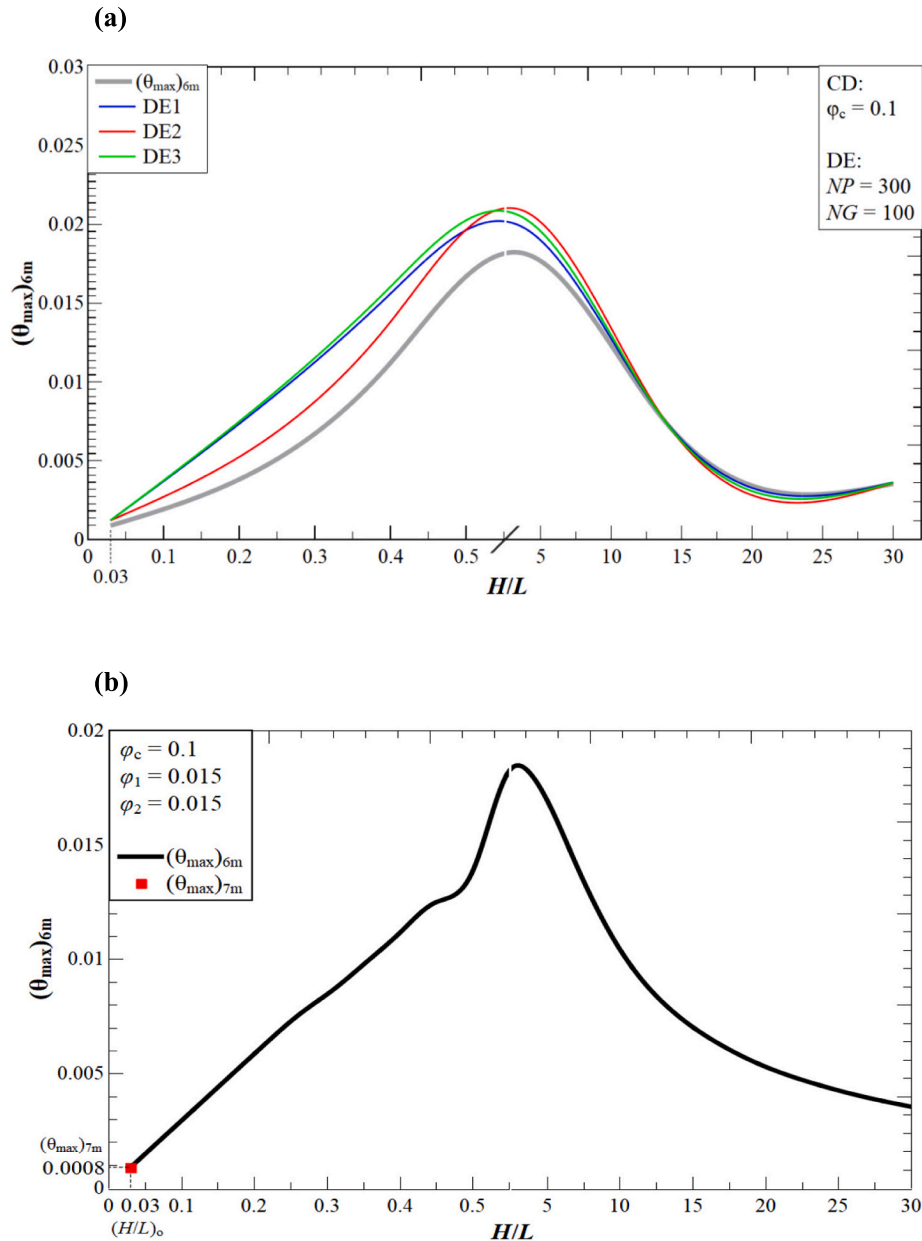 (a)
0.03
0.025
0.02
0.015
0.01
0.005
0
(θmax)6m
(θmax)6m
DE1
DE2
DE3
CD:
φc = 0.1
DE:
NP = 300
NG = 100
0 0.1 0.2 0.3 0.4 0.5 5 10 15 20 25 30
0.03
H/L
(b)
0.02
0.015
0.01
0.005
(θmax)7m
0.0008
0
(θmax)6m
φc = 0.1
φ1 = 0.015
φ2 = 0.015
(θmax)6m
(θmax)7m
0 0.03 0.1 0.2 0.3 0.4 0.5 5 10 15 20 25 30
(H/L)o
H/L